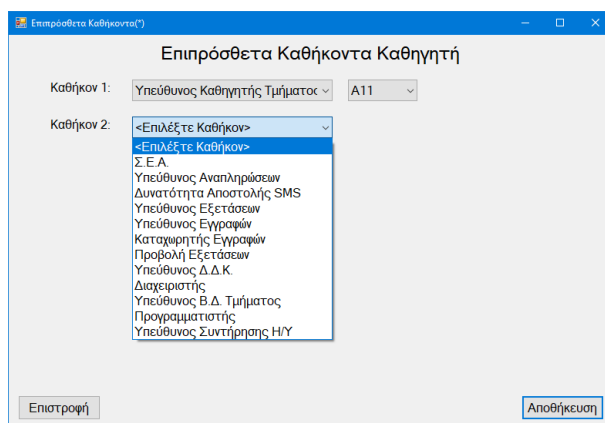 Επιπρόσθετα Καθήκοντα(*)
Επιπρόσθετα Καθήκοντα Καθηγητή
Καθήκον 1: Υπεύθυνος Καθηγητής Τμήματος Α11
Καθήκον 2: <Επιλέξτε Καθήκον>
<Επιλέξτε Καθήκον>
Σ.Ε.Α.
Υπεύθυνος Αναπληρώσεων
Δυνατότητα Αποστολής SMS
Υπεύθυνος Εξετάσεων
Υπεύθυνος Εγγραφών
Καταχωρητής Εγγραφών
Προβολή Εξετάσεων
Υπεύθυνος Δ.Δ.Κ.
Διαχειριστής
Υπεύθυνος Β.Δ. Τμήματος
Προγραμματιστής
Υπεύθυνος Συντήρησης Η/Υ
Επιστροφή Αποθήκευση